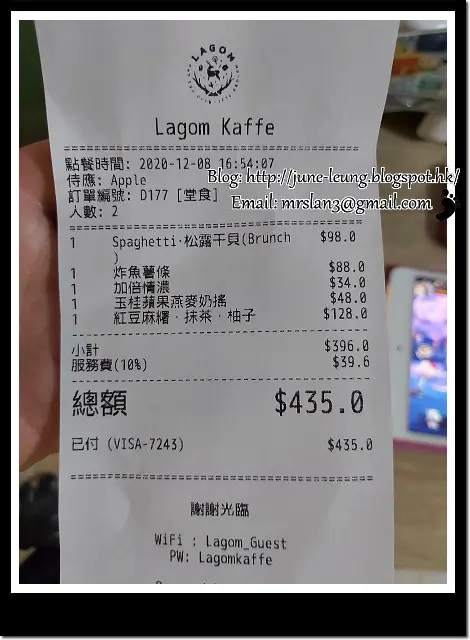 LAGOM
Lagom Kaffe
點餐時間: 2020-12-08 16:54:07
侍應: Apple
Blog: http://june-leung.blogspot.hk/
訂單編號: D177 [堂食]
Email: mrslan3@gmail.com
人數: 2
1 Spaghetti·松露干貝(Brunch $98.0
)
1 炸魚薯條 $88.0
1 加倍情濃 $34.0
1 玉桂蘋果燕麥奶搖 $48.0
1 紅豆麻糬﹒抹茶﹒柚子 $128.0
小計 $396.0
服務費(10%) $39.6
總額 $435.0
已付 (VISA-7243) $435.0
謝謝光臨
WiFi : Lagom_Guest
PW: Lagomkaffe